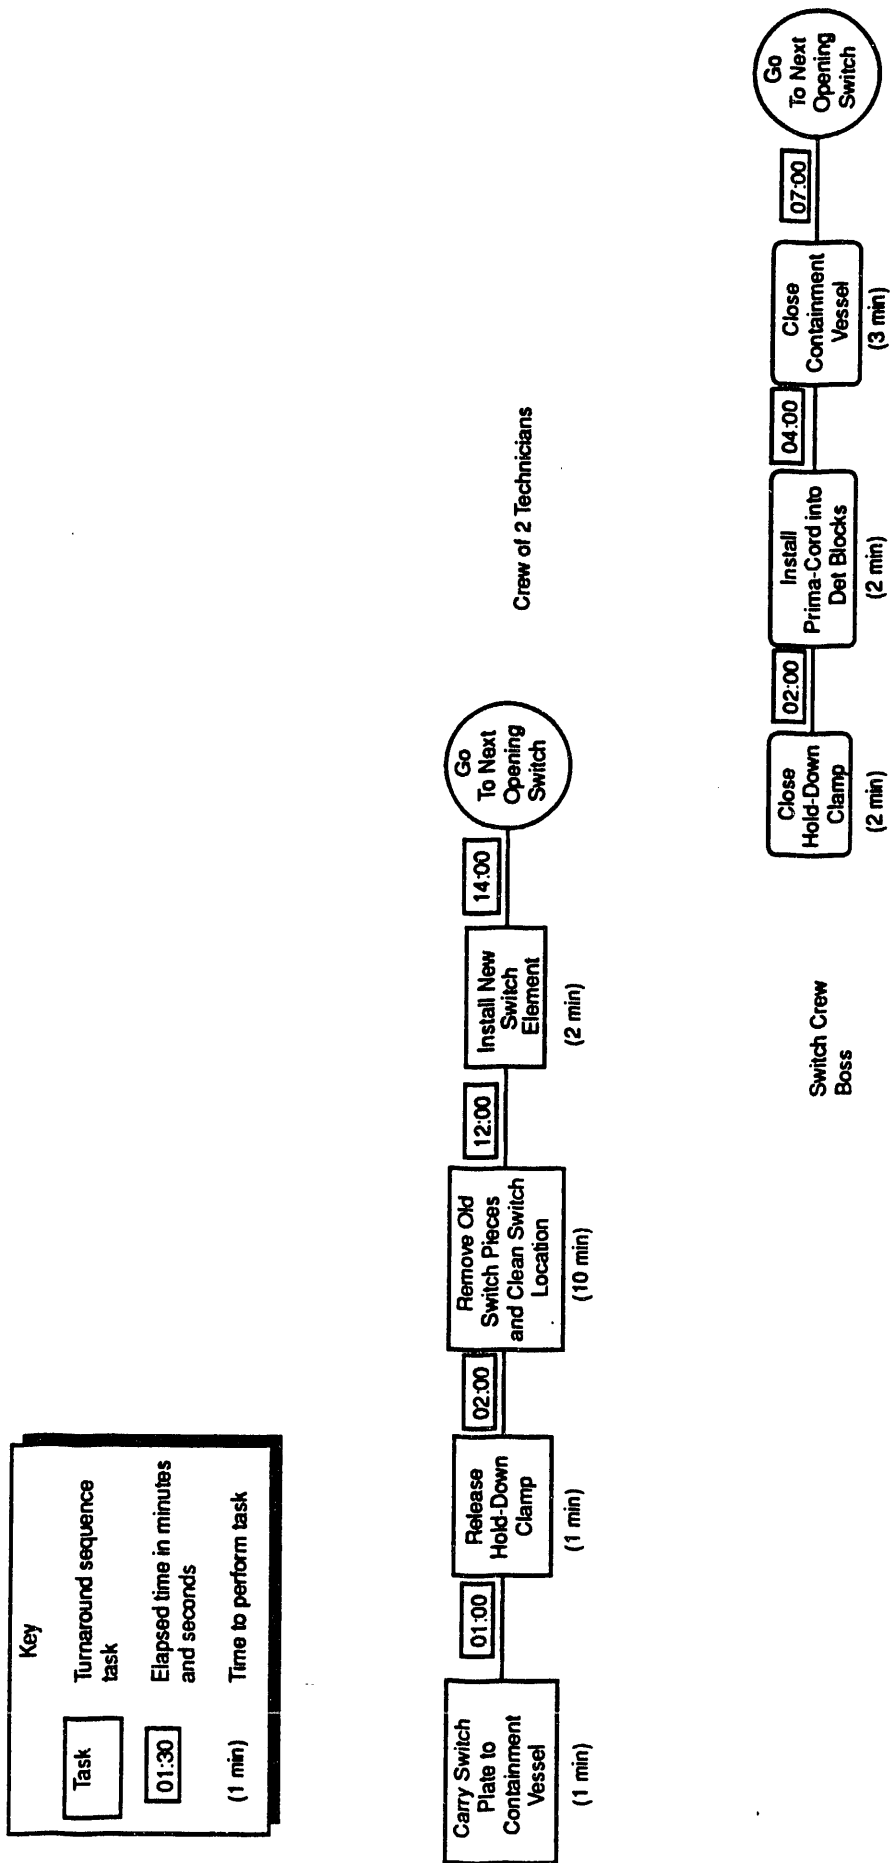 Key
Task
Turnaround sequence
task
01:30
Elapsed time in minutes
and seconds
(1 min)
Time to perform task
Carry Switch
Plate to
Containment
Vessel
(1 min)
01:00
Release
Hold-Down
Clamp
(1 min)
02:00
Remove Old
Switch Pieces
and Clean Switch
Location
(10 min)
12:00
Install New
Switch
Element
(2 min)
14:00
Go
To Next
Opening
Switch
Crew of 2 Technicians
Switch Crew
Boss
Close
Hold-Down
Clamp
(2 min)
02:00
Install
Prima-Cord into
Det Blocks
(2 min)
04:00
Close
Containment
Vessel
(3 min)
07:00
Go
To Next
Opening
Switch